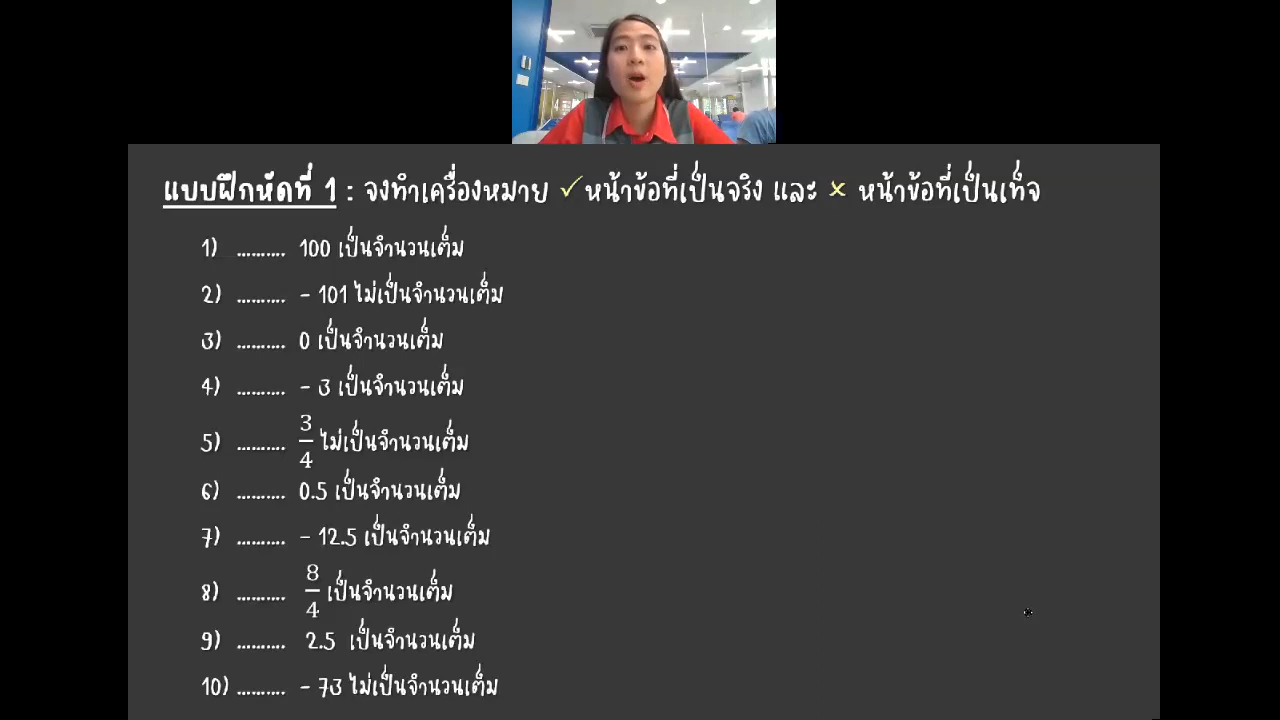 แบบฝึกหัดที่ 1 : จงทำเครื่องหมาย ✓ หน้าข้อที่เป็นจริง และ × หน้าข้อที่เป็นเท็จ
1) .......... 100 เป็นจำนวนเต็ม
2) .......... - 101 ไม่เป็นจำนวนเต็ม
3) .......... 0 เป็นจำนวนเต็ม
4) .......... - 3 เป็นจำนวนเต็ม
5) .......... 3/4 ไม่เป็นจำนวนเต็ม
6) .......... 0.5 เป็นจำนวนเต็ม
7) .......... - 12.5 เป็นจำนวนเต็ม
8) .......... 8/4 เป็นจำนวนเต็ม
9) .......... 2.5 เป็นจำนวนเต็ม
10) .......... - 73 ไม่เป็นจำนวนเต็ม